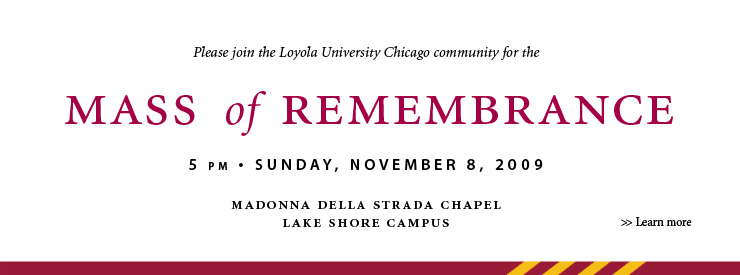 Please join the Loyola University Chicago community for the
MASS of REMEMBRANCE
5 PM • SUNDAY, NOVEMBER 8, 2009
MADONNA DELLA STRADA CHAPEL
LAKE SHORE CAMPUS
>> Learn more